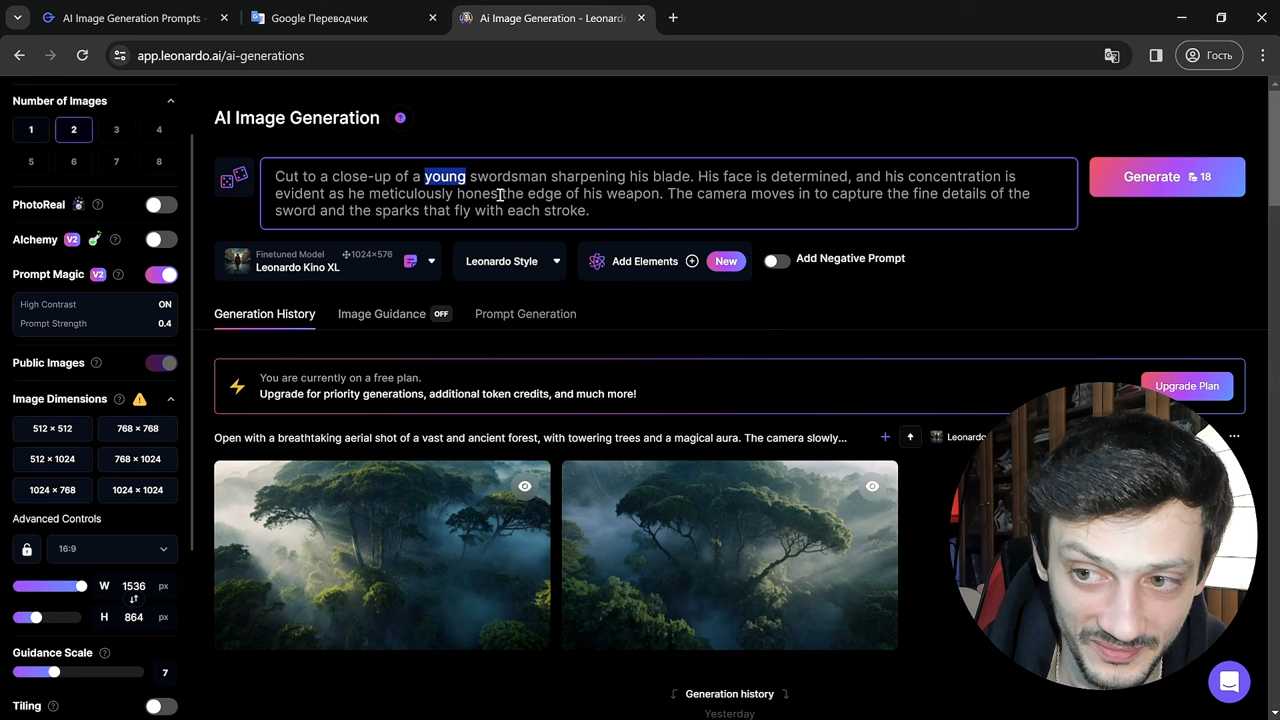 AI Image Generation Prompts -
Google Переводчик
Ai Image Generation - Leonardo
app.leonardo.ai/ai-generations
Гость
Number of Images
1 2 3 4
5 6 7 8
PhotoReal
Alchemy V2
Prompt Magic V2
High Contrast ON
Prompt Strength 0.4
Public Images
Image Dimensions
512 × 512 768 × 768
512 × 1024 768 × 1024
1024 × 768 1024 × 1024
Advanced Controls
16:9
W 1536 px
H 864 px
Guidance Scale
7
Tiling
AI Image Generation
Cut to a close-up of a young swordsman sharpening his blade. His face is determined, and his concentration is
evident as he meticulously hones the edge of his weapon. The camera moves in to capture the fine details of the
sword and the sparks that fly with each stroke.
Generate 18
Finetuned Model 1024×576
Leonardo Kino XL
Leonardo Style
Add Elements New
Add Negative Prompt
Generation History
Image Guidance OFF
Prompt Generation
You are currently on a free plan.
Upgrade for priority generations, additional token credits, and much more!
Upgrade Plan
Open with a breathtaking aerial shot of a vast and ancient forest, with towering trees and a magical aura. The camera slowly...
Leonardo
Generation history
Yesterday